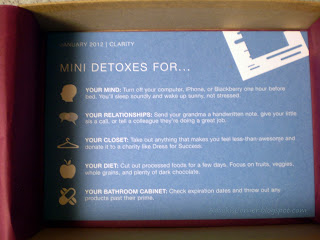 JANUARY 2012 | CLARITY
MINI DETOXES FOR...
YOUR MIND: Turn off your computer, iPhone, or Blackberry one hour before
bed. You'll sleep soundly and wake up sunny, not stressed.
YOUR RELATIONSHIPS: Send your grandma a handwritten note, give your little
sis a call, or tell a colleague they're doing a great job.
YOUR CLOSET: Take out anything that makes you feel less-than-awesome and
donate it to a charity like Dress for Success.
YOUR DIET: Cut out processed foods for a few days. Focus on fruits, veggies,
whole grains, and plenty of dark chocolate.
YOUR BATHROOM CABINET: Check expiration dates and throw out any
products past their prime.